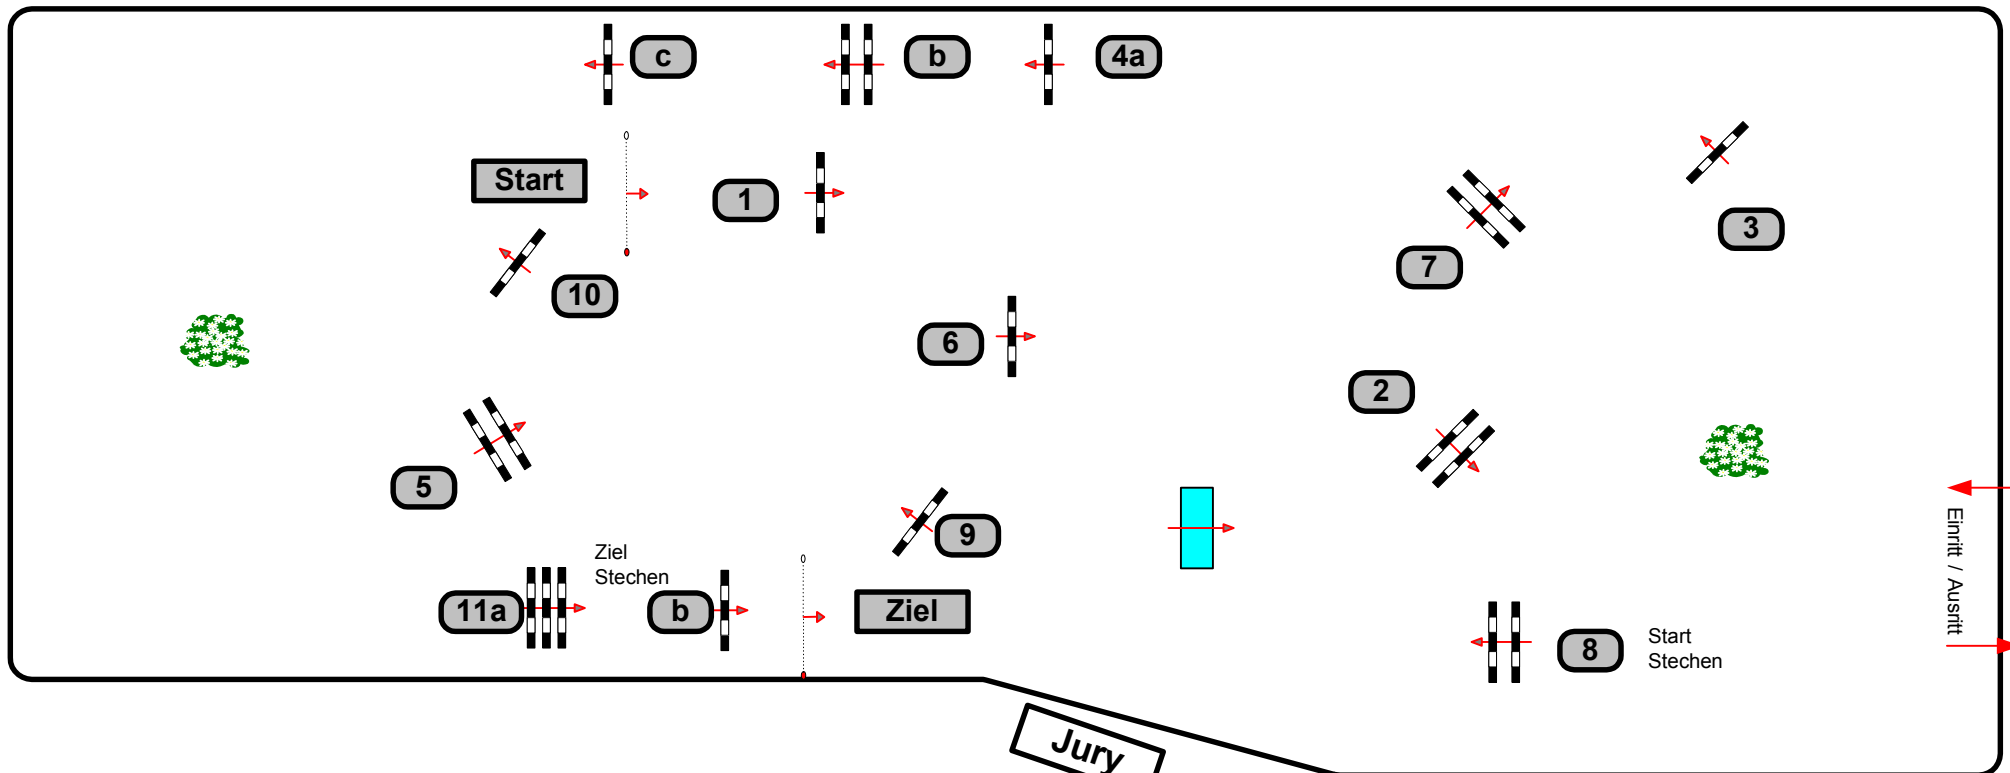 c
b
4a
Start
1
3
7
10
6
2
5
9
Ziel
Stechen
11a
b
Ziel
8
Start
Stechen
Einritt / Ausritt
Jury